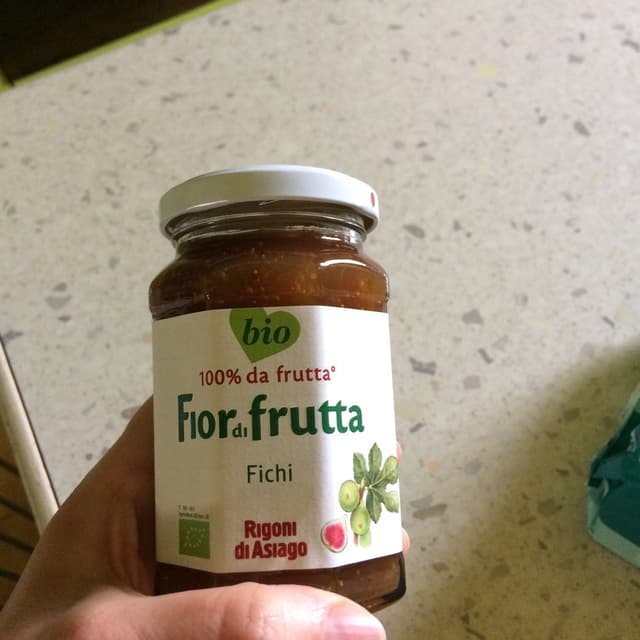 bio
100% da frutta°
Fior di frutta
Fichi
Rigoni
di Asiago